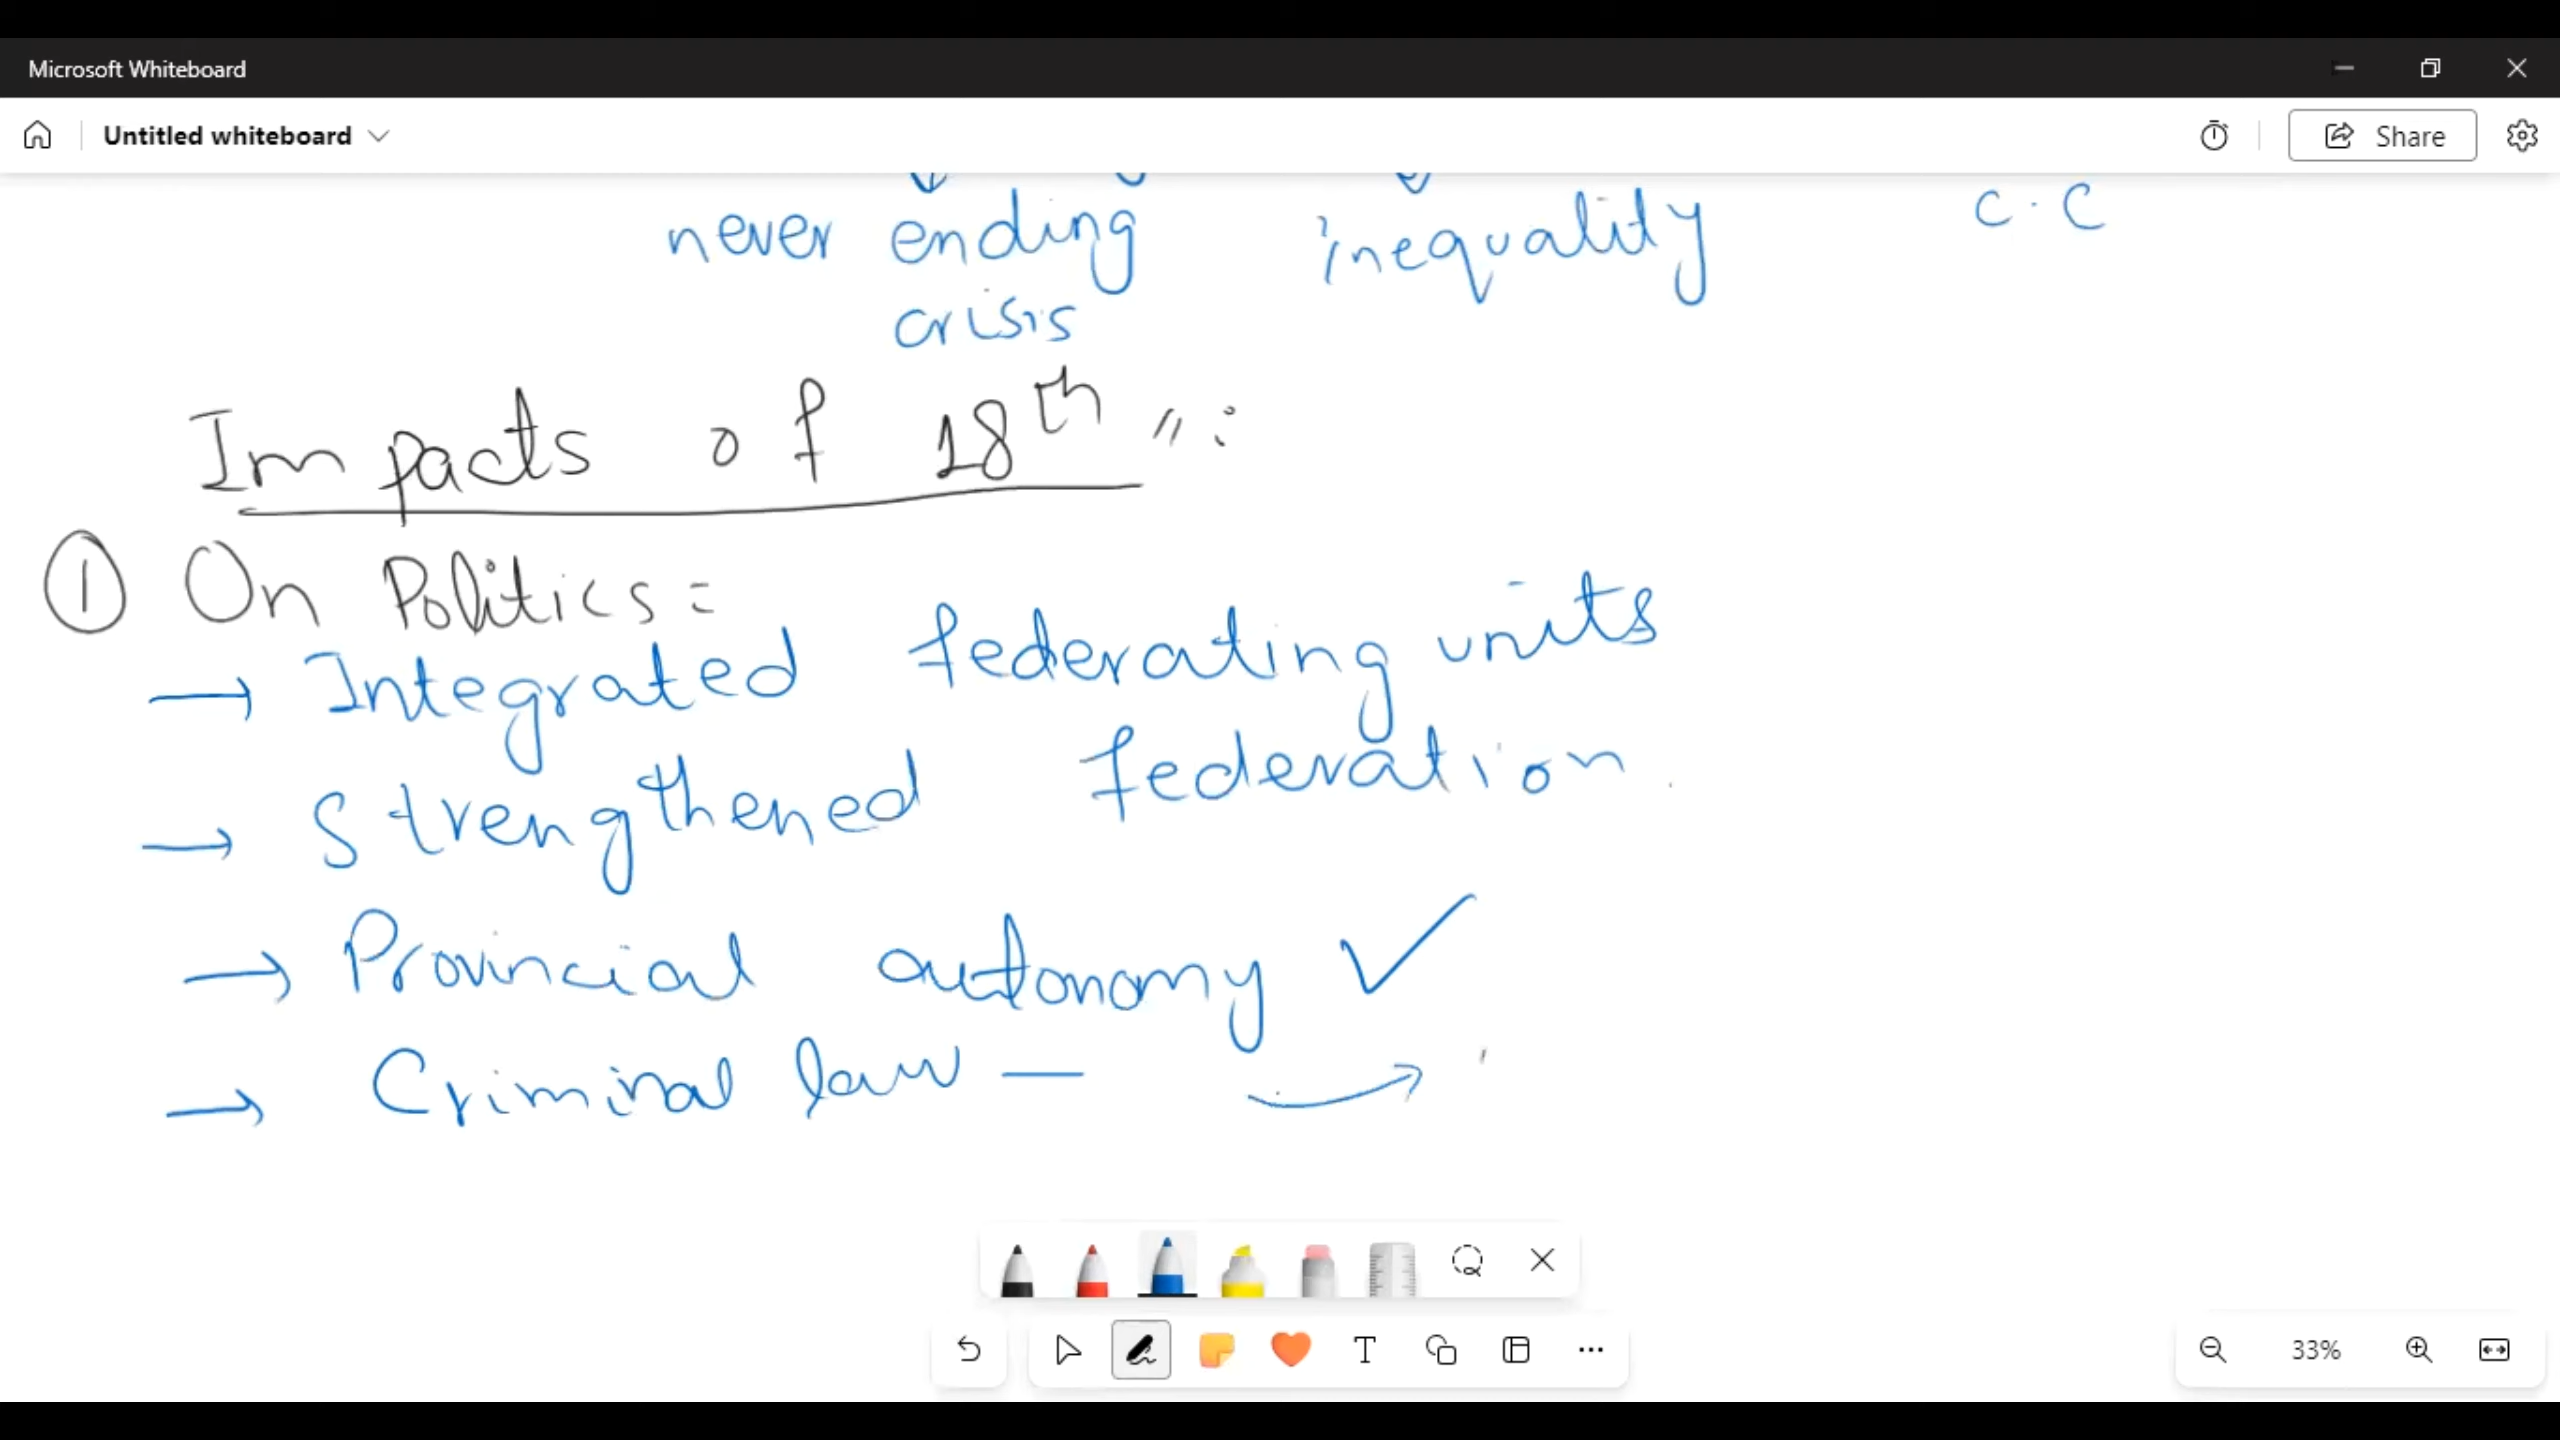 Microsoft Whiteboard
Untitled whiteboard
Share
never ending inequality C.C
crisis
Impacts of 18th " :
① On Politics =
→ Integrated federating units
→ Strengthened federation.
→ Provincial autonomy ✓
→ Criminal law — →
T
33%